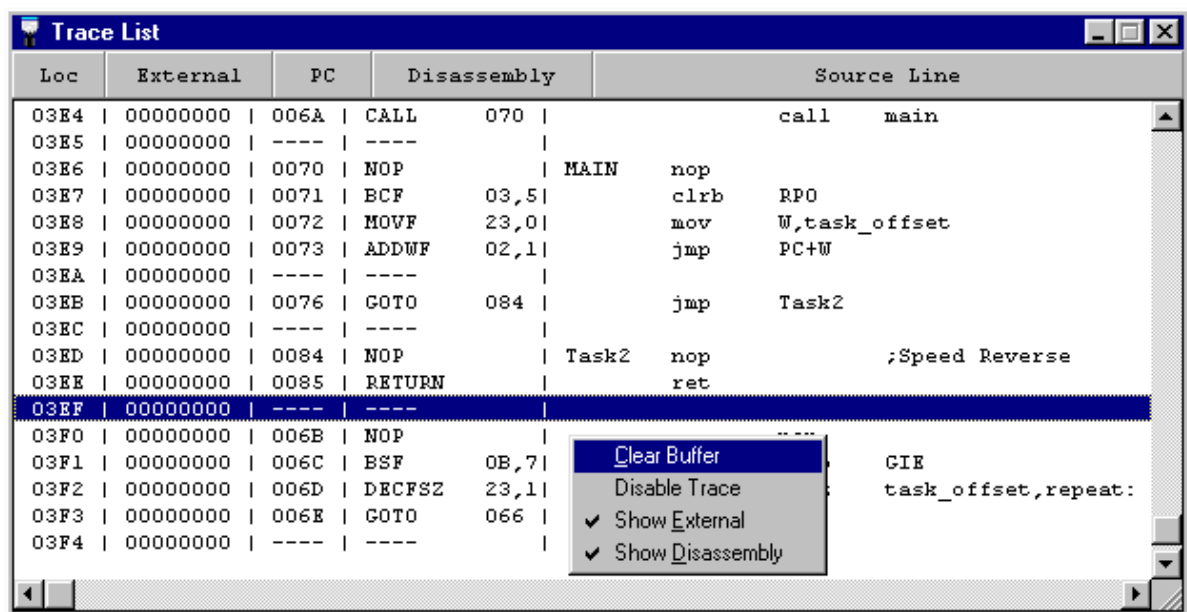 Trace List
Loc External PC Disassembly Source Line
03E4 | 00000000 | 006A | CALL 070 | call main
03E5 | 00000000 | ---- | ---- |
03E6 | 00000000 | 0070 | NOP | MAIN nop
03E7 | 00000000 | 0071 | BCF 03,5| clrb RP0
03E8 | 00000000 | 0072 | MOVF 23,0| mov W,task_offset
03E9 | 00000000 | 0073 | ADDWF 02,1| jmp PC+W
03EA | 00000000 | ---- | ---- |
03EB | 00000000 | 0076 | GOTO 084 | jmp Task2
03EC | 00000000 | ---- | ---- |
03ED | 00000000 | 0084 | NOP | Task2 nop ;Speed Reverse
03EE | 00000000 | 0085 | RETURN | ret
03EF | 00000000 | ---- | ---- |
03F0 | 00000000 | 006B | NOP |
03F1 | 00000000 | 006C | BSF 0B,7| GIE
03F2 | 00000000 | 006D | DECFSZ 23,1| task_offset,repeat:
03F3 | 00000000 | 006E | GOTO 066 |
03F4 | 00000000 | ---- | ---- |
Clear Buffer
Disable Trace
Show External
Show Disassembly